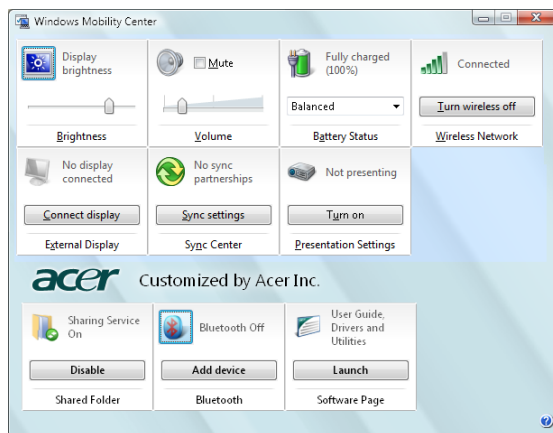 Windows Mobility Center
Display
brightness
Brightness
Mute
Volume
Fully charged
(100%)
Balanced
Battery Status
Connected
Turn wireless off
Wireless Network
No display
connected
Connect display
External Display
No sync
partnerships
Sync settings
Sync Center
Not presenting
Turn on
Presentation Settings
acer Customized by Acer Inc.
Sharing Service
On
Disable
Shared Folder
Bluetooth Off
Add device
Bluetooth
User Guide,
Drivers and
Utilities
Launch
Software Page
?